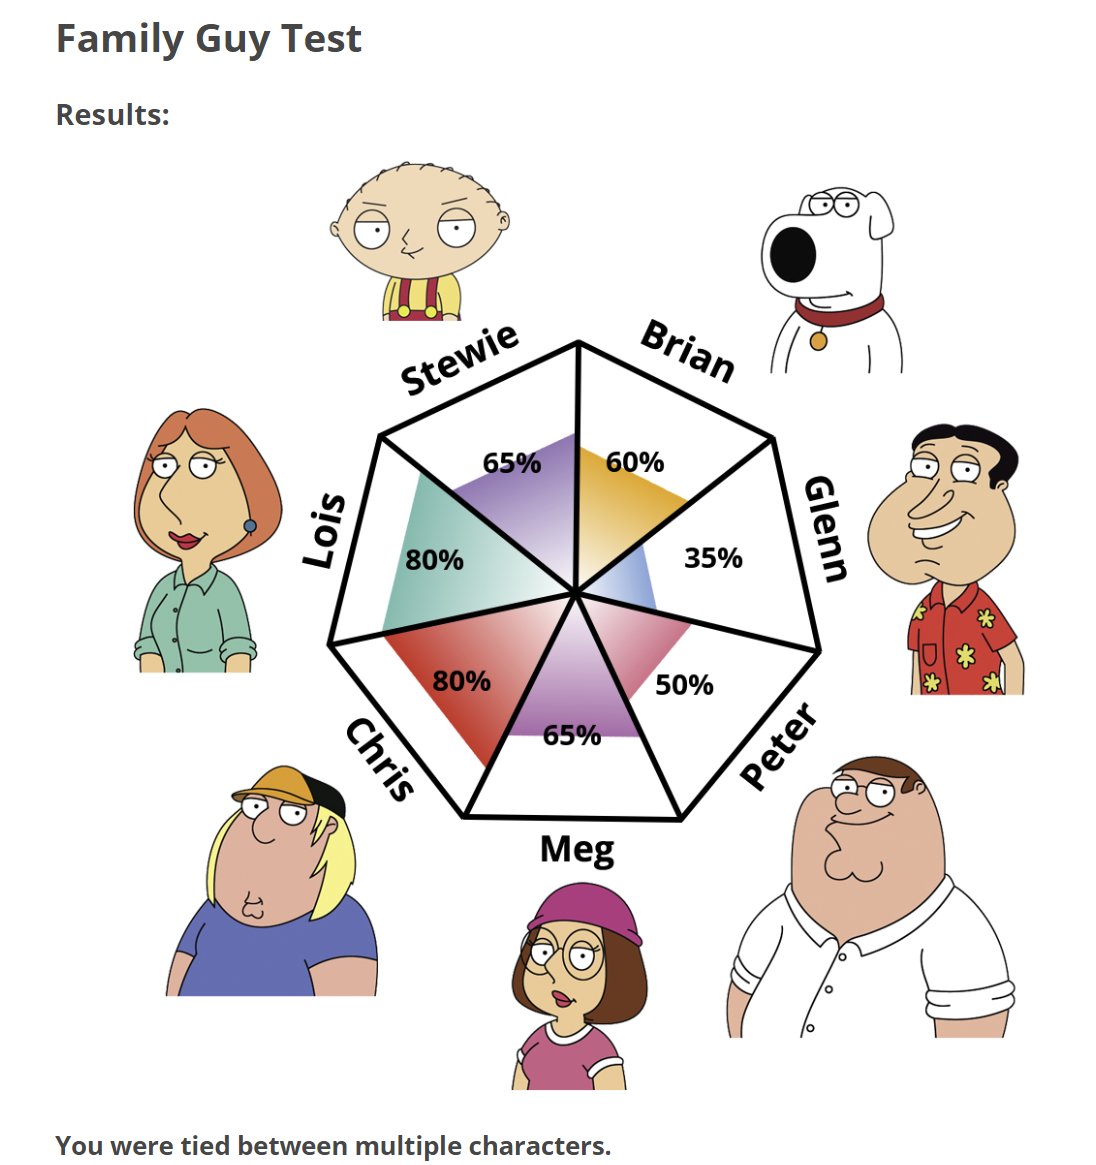 Family Guy Test
Results:
Stewie
Brian
65%
60%
Lois
Glenn
80%
35%
80%
50%
Chris
65%
Peter
Meg
You were tied between multiple characters.